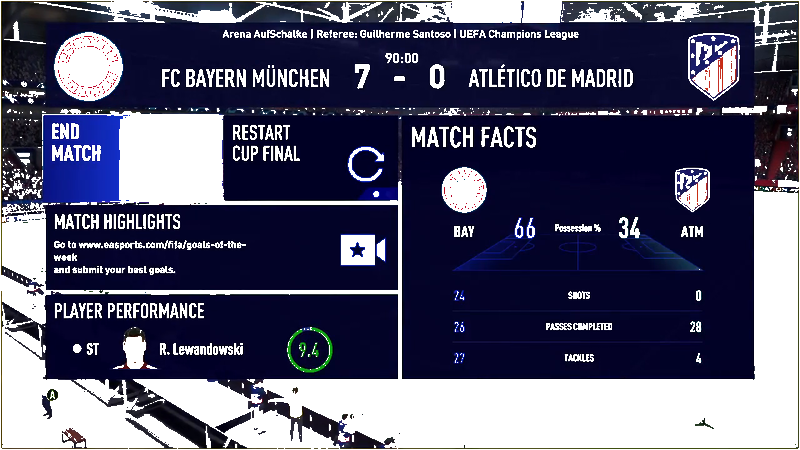 Arena AufSchalke | Referee: Guilherme Santoso | UEFA Champions League
90:00
FC BAYERN MÜNCHEN 7 - 0 ATLÉTICO DE MADRID
END
MATCH
RESTART
CUP FINAL
MATCH HIGHLIGHTS
Go to www.easports.com/fifa/goals-of-the-
week
and submit your best goals.
PLAYER PERFORMANCE
ST R. Lewandowski 9.4
MATCH FACTS
BAY 66 Possession % 34 ATM
24 SHOTS 0
26 PASSES COMPLETED 28
27 TACKLES 4
A